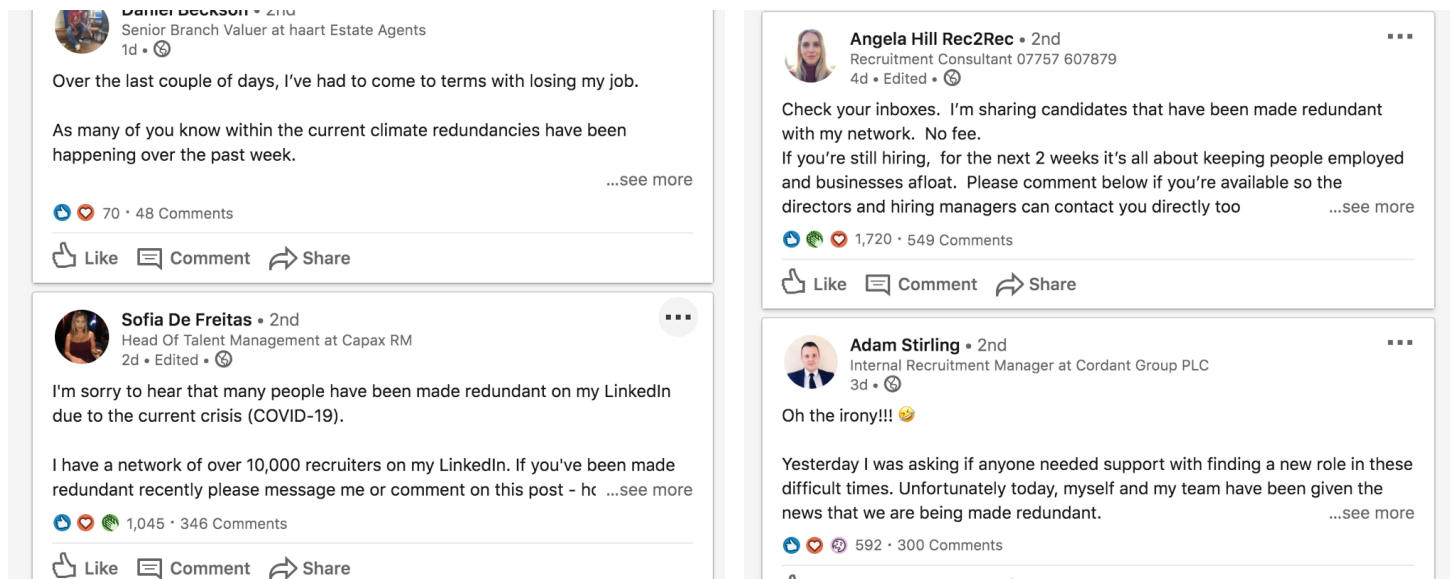 Daniel Beckson • 2nd
Senior Branch Valuer at haart Estate Agents
1d •
Over the last couple of days, I’ve had to come to terms with losing my job.
As many of you know within the current climate redundancies have been
happening over the past week.
...see more
70 · 48 Comments
Like Comment Share
Sofia De Freitas • 2nd
Head Of Talent Management at Capax RM
2d • Edited •
I'm sorry to hear that many people have been made redundant on my LinkedIn
due to the current crisis (COVID-19).
I have a network of over 10,000 recruiters on my LinkedIn. If you've been made
redundant recently please message me or comment on this post - ...see more
1,045 · 346 Comments
Like Comment Share
Angela Hill Rec2Rec • 2nd
Recruitment Consultant 07757 607879
4d • Edited •
Check your inboxes.  I’m sharing candidates that have been made redundant
with my network.  No fee.
If you’re still hiring,  for the next 2 weeks it’s all about keeping people employed
and businesses afloat.  Please comment below if you’re available so the
directors and hiring managers can contact you directly too ...see more
1,720 · 549 Comments
Like Comment Share
Adam Stirling • 2nd
Internal Recruitment Manager at Cordant Group PLC
3d •
Oh the irony!!! 🤣
Yesterday I was asking if anyone needed support with finding a new role in these
difficult times. Unfortunately today, myself and my team have been given the
news that we are being made redundant. ...see more
592 · 300 Comments